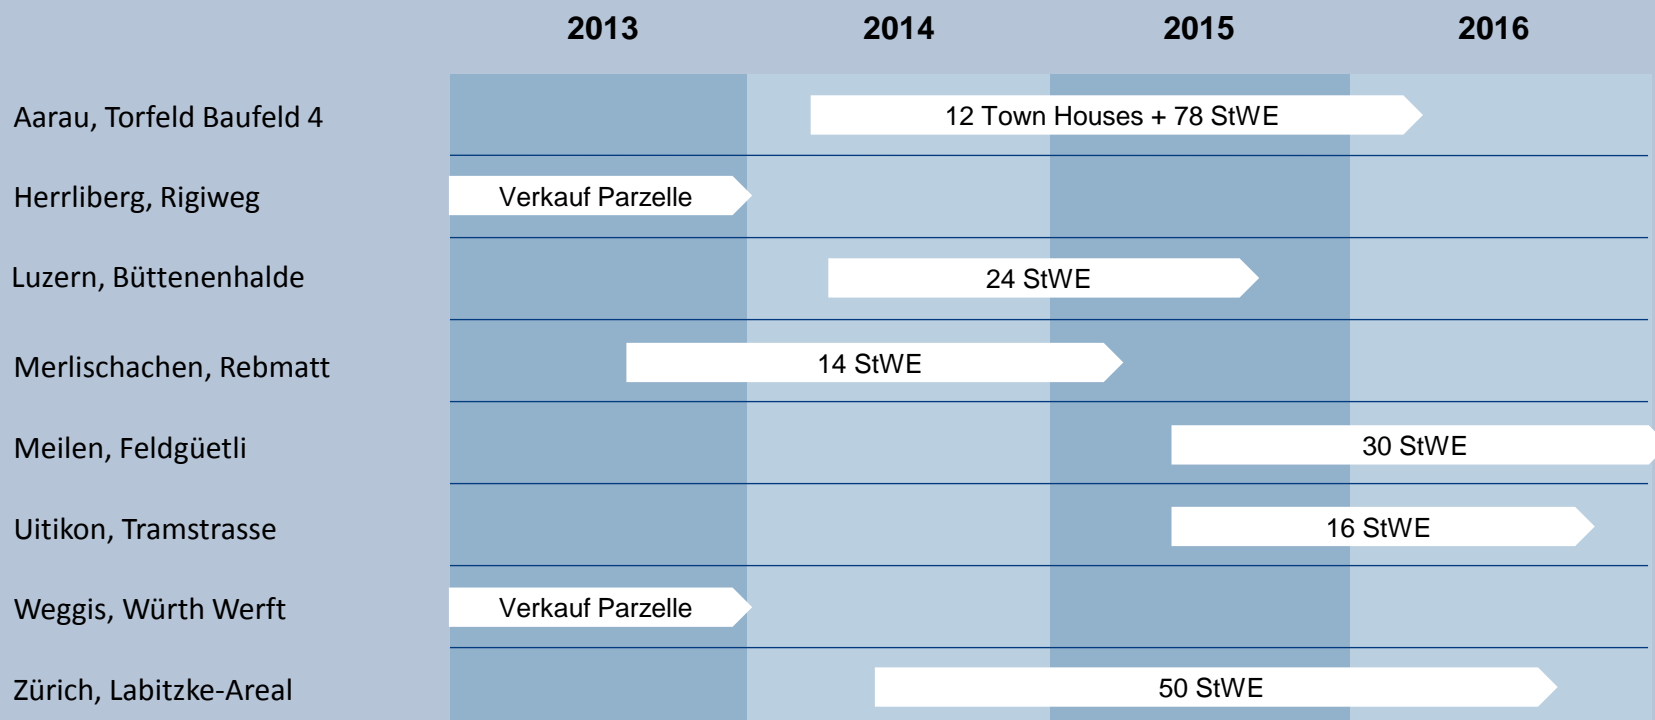 2013 2014 2015 2016
Aarau, Torfeld Baufeld 4 12 Town Houses + 78 StWE
Herrliberg, Rigiweg Verkauf Parzelle
Luzern, Büttenenhalde 24 StWE
Merlischachen, Rebmatt 14 StWE
Meilen, Feldgüetli 30 StWE
Uitikon, Tramstrasse 16 StWE
Weggis, Würth Werft Verkauf Parzelle
Zürich, Labitzke-Areal 50 StWE